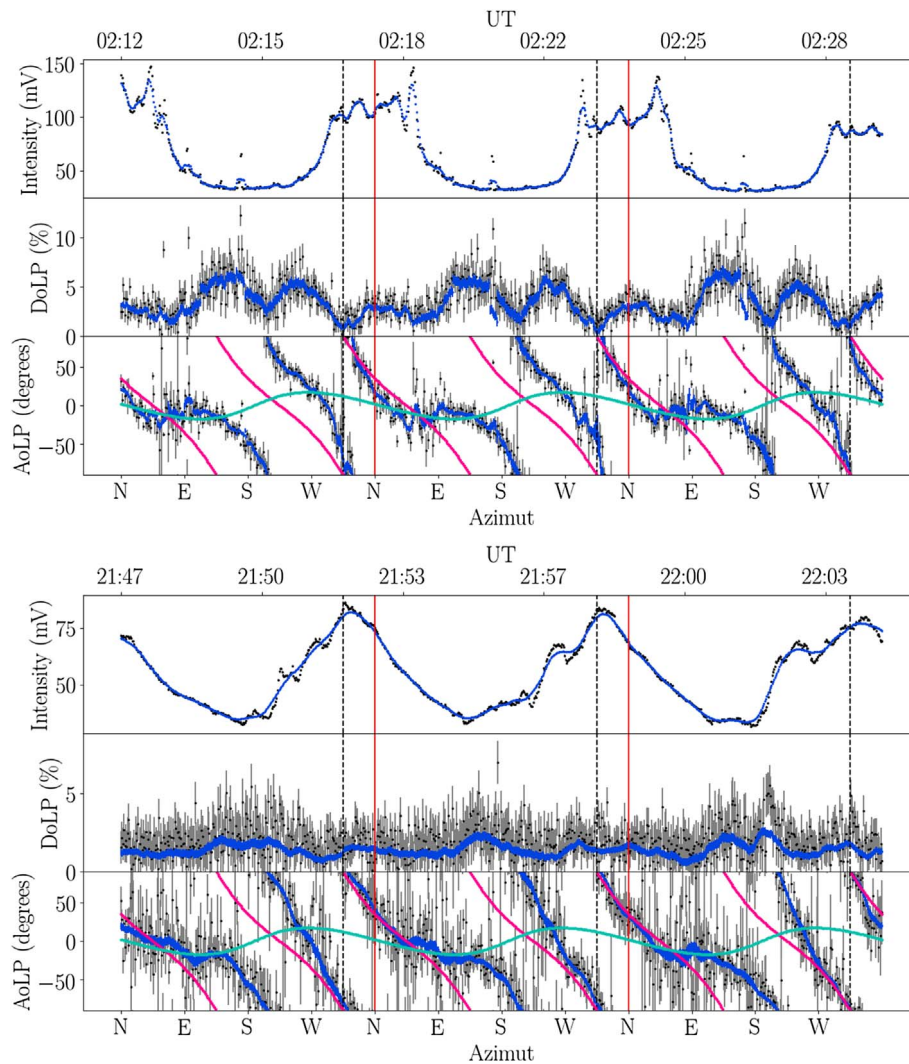 UT
02:12 02:15 02:18 02:22 02:25 02:28
Intensity (mV)
150
100
50
DoLP (%)
10
5
0
AoLP (degrees)
50
0
−50
N E S W N E S W N E S W
Azimut
UT
21:47 21:50 21:53 21:57 22:00 22:03
Intensity (mV)
75
50
DoLP (%)
5
0
AoLP (degrees)
50
0
−50
N E S W N E S W N E S W
Azimut